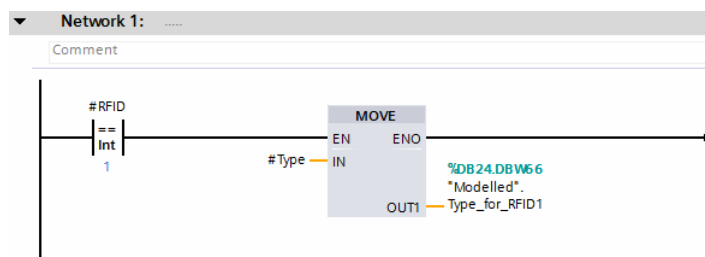 Network 1: .....
Comment
#RFID
==
Int
1
MOVE
EN ENO
#Type IN
%DB24.DBW66
"Modelled".
OUT1 Type_for_RFID1